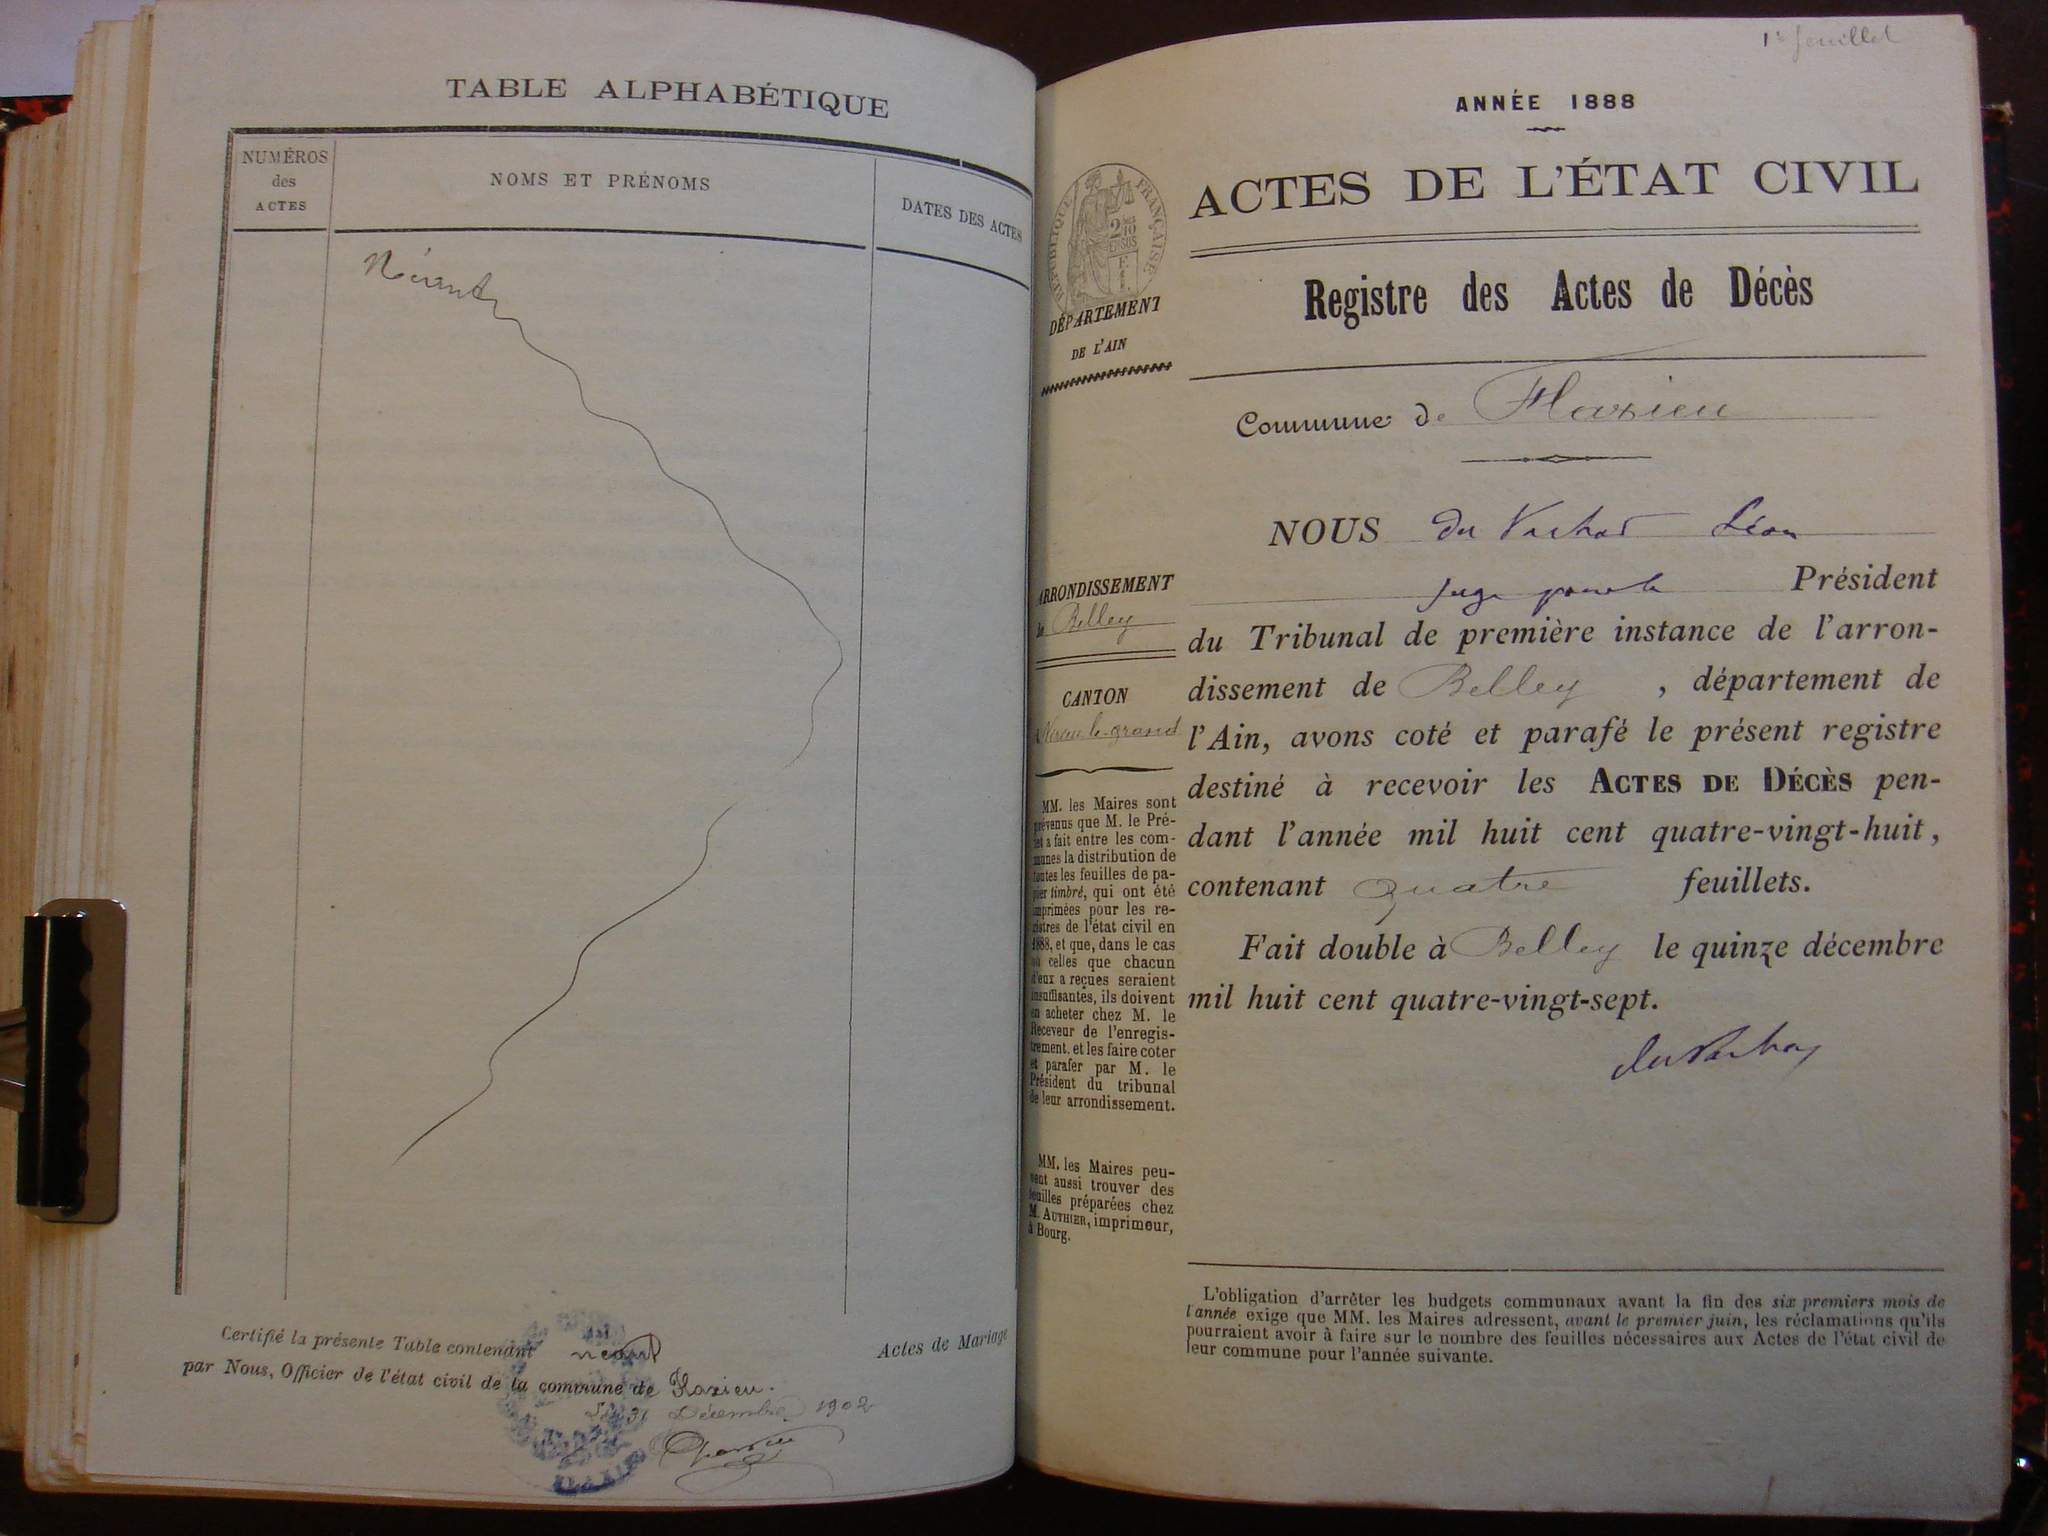 TABLE ALPHABÉTIQUE
NUMÉROS
des
ACTES
NOMS ET PRÉNOMS
DATES DES ACTES
Néant
Certifié la présente Table contenant néant
par Nous, Officier de l'état civil de la commune de Flaxieu.
31 Décembre 1902
Actes de Mariage
FLAXIEU
1er feuillet
ANNÉE 1888
ACTES DE L'ÉTAT CIVIL
Registre des Actes de Décès
RÉPUBLIQUE FRANÇAISE
DÉPARTEMENT
DE L'AIN
Commune de Flaxieu
NOUS du Vachat Léon
Juge pour le Président
du Tribunal de première instance de l'arron-
dissement de Belley , département de
l'Ain, avons coté et parafé le présent registre
destiné à recevoir les ACTES DE DÉCÈS pen-
dant l'année mil huit cent quatre-vingt-huit,
contenant quatre feuillets.
Fait double à Belley le quinze décembre
mil huit cent quatre-vingt-sept.
du Vachat
ARRONDISSEMENT
de Belley
CANTON
Virieu-le-grand
MM. les Maires sont
prévenus que M. le Pré-
fet a fait entre les com-
munes la distribution de
toutes les feuilles de pa-
pier timbré, qui ont été
imprimées pour les re-
gistres de l'état civil en
1888, et que, dans le cas
où celles que chacun
d'eux a reçues seraient
insuffisantes, ils doivent
en acheter chez M. le
Receveur de l'enregis-
trement. et les faire coter
et parafer par M. le
Président du tribunal
de leur arrondissement.
MM. les Maires peu-
vent aussi trouver des
feuilles préparées chez
M. AUTHIER, imprimeur,
à Bourg.
L'obligation d'arrêter les budgets communaux avant la fin des six premiers mois de
l'année exige que MM. les Maires adressent, avant le premier juin, les réclamations qu'ils
pourraient avoir à faire sur le nombre des feuilles nécessaires aux Actes de l'état civil de
leur commune pour l'année suivante.